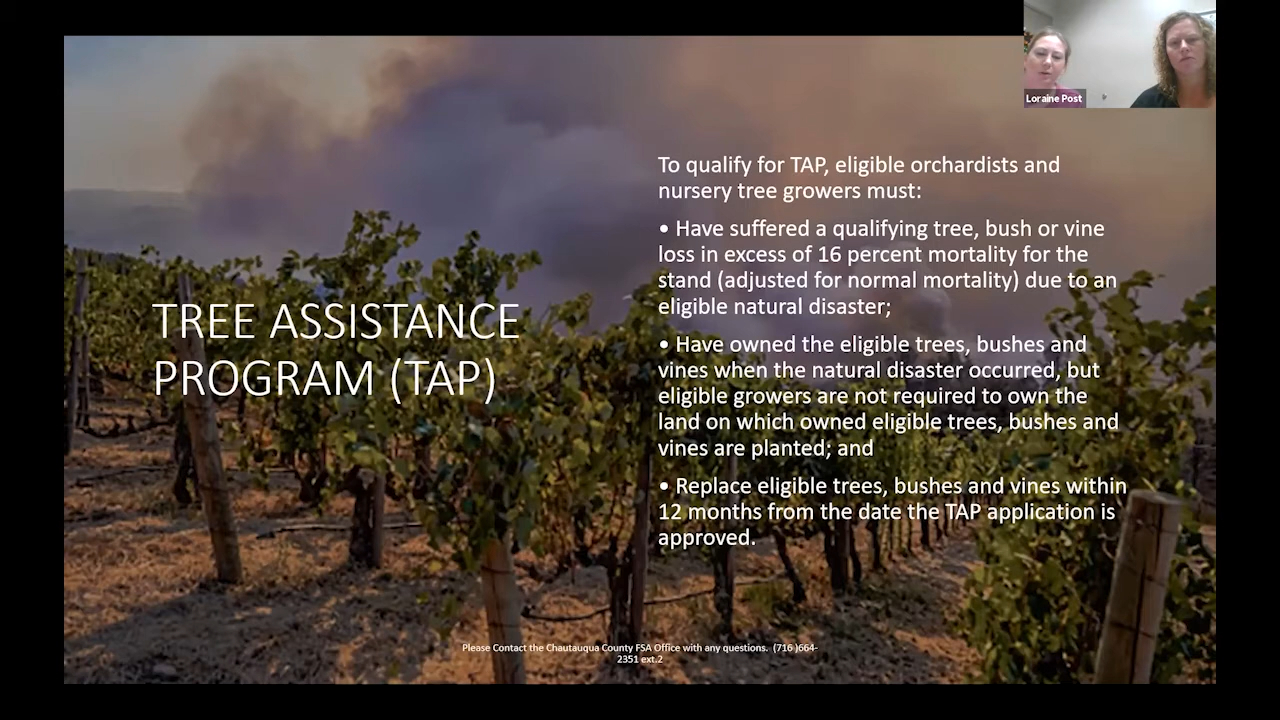 Loraine Post
TREE ASSISTANCE
PROGRAM (TAP)
To qualify for TAP, eligible orchardists and
nursery tree growers must:
• Have suffered a qualifying tree, bush or vine
loss in excess of 16 percent mortality for the
stand (adjusted for normal mortality) due to an
eligible natural disaster;
• Have owned the eligible trees, bushes and
vines when the natural disaster occurred, but
eligible growers are not required to own the
land on which owned eligible trees, bushes and
vines are planted; and
• Replace eligible trees, bushes and vines within
12 months from the date the TAP application is
approved.
Please Contact the Chautauqua County FSA Office with any questions.  (716 )664-
2351 ext.2